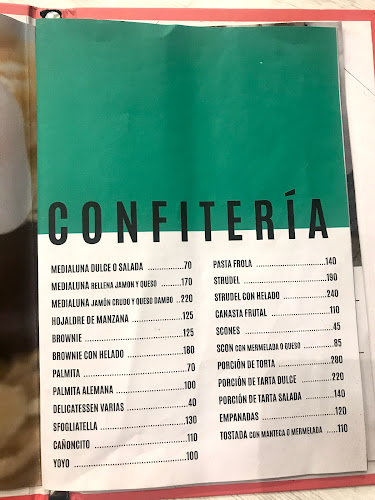 CONFITERÍA
MEDIALUNA DULCE O SALADA ............70
MEDIALUNA RELLENA JAMON Y QUESO ........170
MEDIALUNA JAMÓN CRUDO Y QUESO DAMBO ..220
HOJALDRE DE MANZANA ..................125
BROWNIE ..................125
BROWNIE CON HELADO ..................180
PALMITA ..................70
PALMITA ALEMANA ..................100
DELICATESSEN VARIAS ..................40
SFOGLIATELLA ..................130
CAÑONCITO ..................110
YOYO ..................100
PASTA FROLA ..................140
STRUDEL ..................190
STRUDEL CON HELADO ..................240
CANASTA FRUTAL ..................110
SCONES ..................45
SCON CON MERMELADA O QUESO ..........85
PORCIÓN DE TORTA ..................280
PORCIÓN DE TARTA DULCE ............220
PORCIÓN DE TARTA SALADA ............140
EMPANADAS ..................120
TOSTADA CON MANTECA O MERMELADA .....110